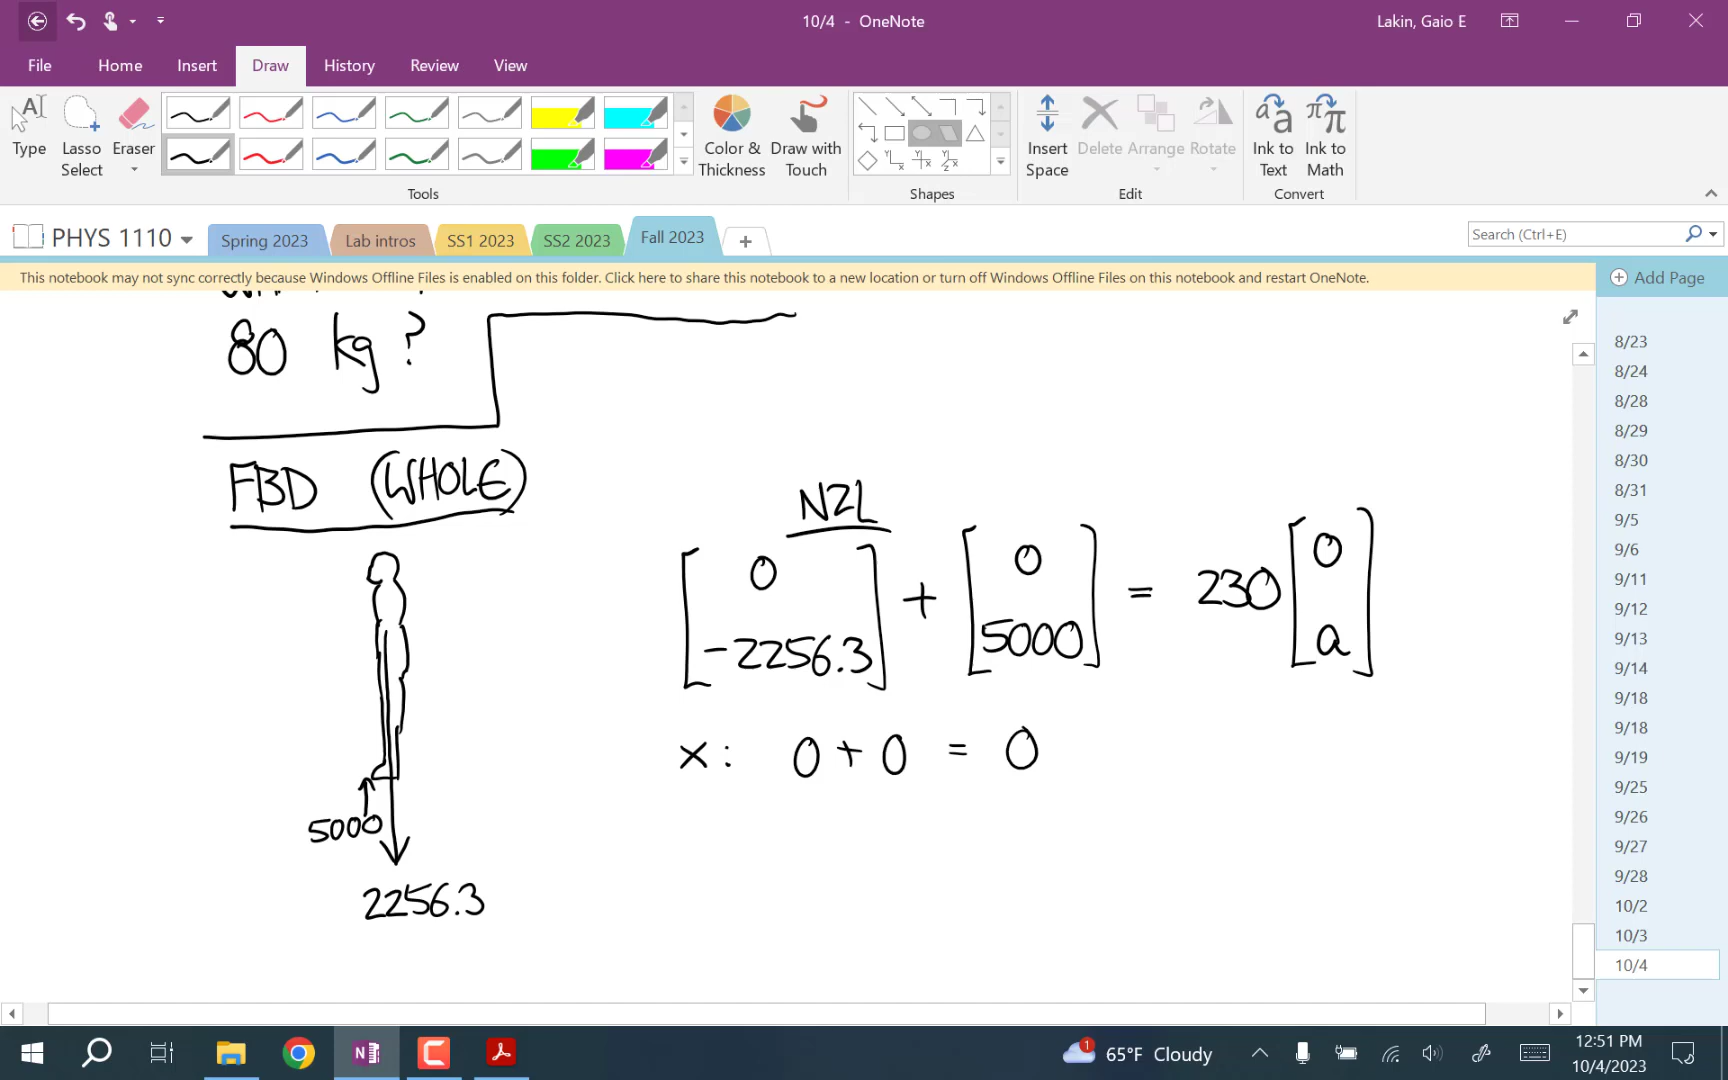 10/4 - OneNote
Lakin, Gaio E
File Home Insert Draw History Review View
Type
Lasso Select
Eraser
Color & Thickness
Draw with Touch
Insert Space
Delete
Arrange
Rotate
Ink to Text
Ink to Math
Tools
Shapes
Edit
Convert
PHYS 1110
Spring 2023
Lab intros
SS1 2023
SS2 2023
Fall 2023
Search (Ctrl+E)
This notebook may not sync correctly because Windows Offline Files is enabled on this folder. Click here to share this notebook to a new location or turn off Windows Offline Files on this notebook and restart OneNote.
Add Page
80 kg ?
FBD (WHOLE)
5000
2256.3
N2L
[0 -2256.3] + [0 5000] = 230 [0 a]
x: 0 + 0 = 0
8/23
8/24
8/28
8/29
8/30
8/31
9/5
9/6
9/11
9/12
9/13
9/14
9/18
9/18
9/19
9/25
9/26
9/27
9/28
10/2
10/3
10/4
1
65°F Cloudy
12:51 PM
10/4/2023